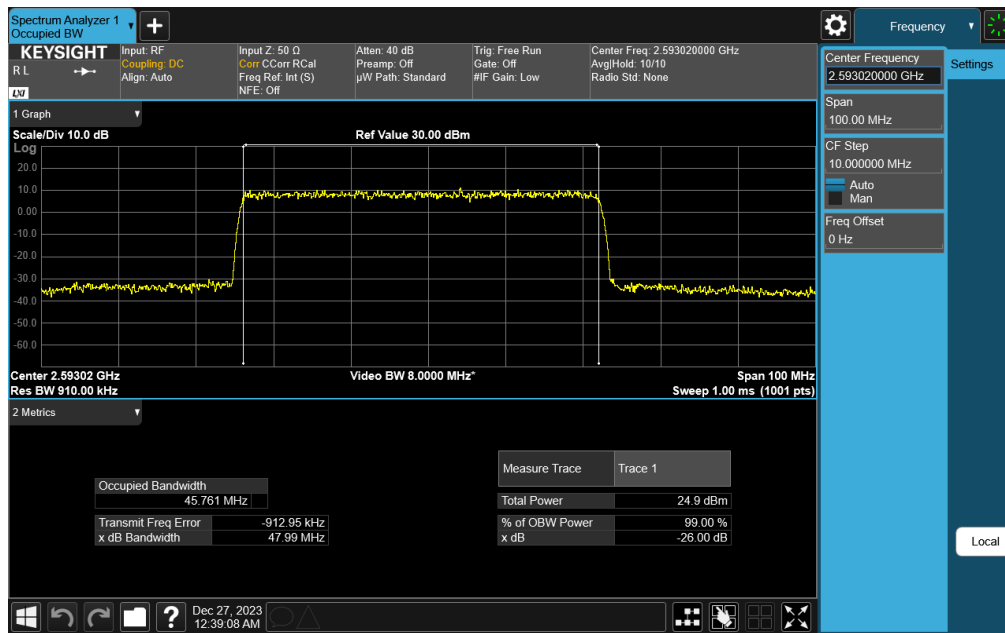 Spectrum Analyzer 1
Occupied BW
Frequency
KEYSIGHT
R L
LXI
Input: RF
Coupling: DC
Align: Auto
Input Z: 50 Ω
Corr CCorr RCal
Freq Ref: Int (S)
NFE: Off
Atten: 40 dB
Preamp: Off
µW Path: Standard
Trig: Free Run
Gate: Off
#IF Gain: Low
Center Freq: 2.593020000 GHz
Avg|Hold: 10/10
Radio Std: None
Center Frequency
2.593020000 GHz
Settings
Span
100.00 MHz
CF Step
10.000000 MHz
Auto
Man
Freq Offset
0 Hz
1 Graph
Scale/Div 10.0 dB
Ref Value 30.00 dBm
Log
20.0
10.0
0.00
-10.0
-20.0
-30.0
-40.0
-50.0
-60.0
Center 2.59302 GHz
Video BW 8.0000 MHz*
Span 100 MHz
Res BW 910.00 kHz
Sweep 1.00 ms (1001 pts)
2 Metrics
Measure Trace
Trace 1
Occupied Bandwidth
45.761 MHz
Total Power
24.9 dBm
Transmit Freq Error
-912.95 kHz
% of OBW Power
99.00 %
x dB Bandwidth
47.99 MHz
x dB
-26.00 dB
Local
?
Dec 27, 2023
12:39:08 AM